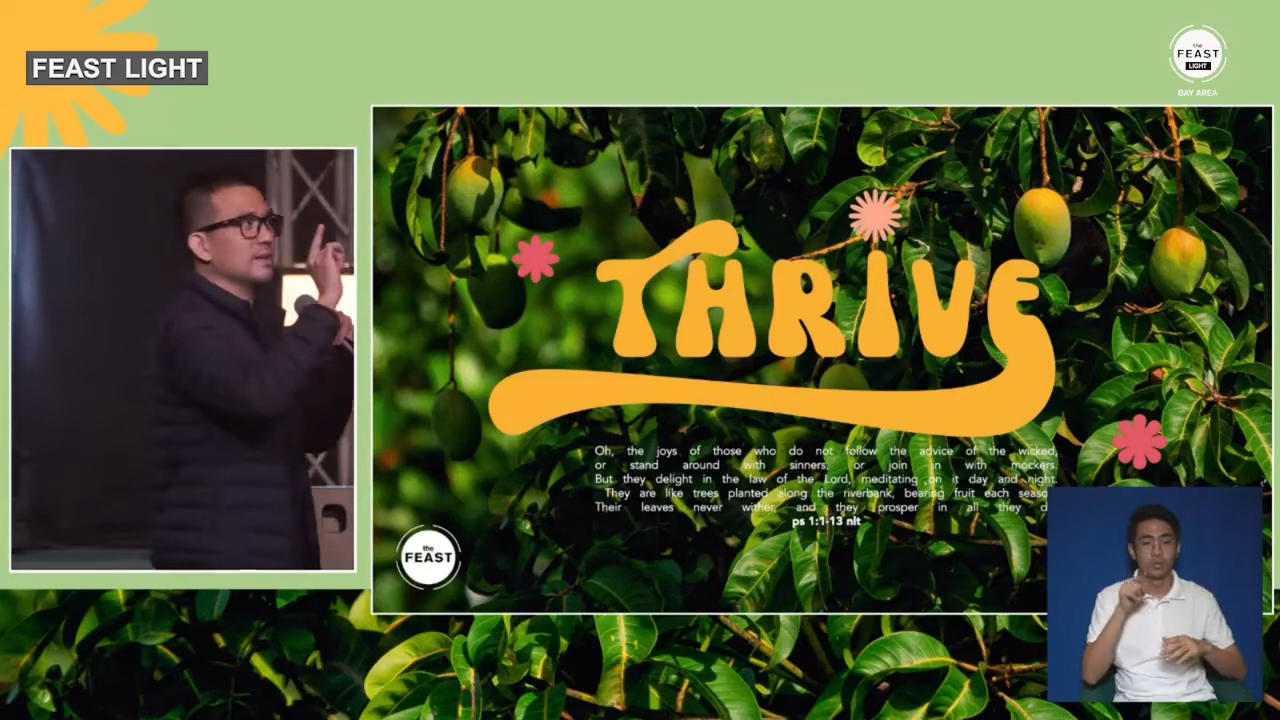 FEAST LIGHT
the
FEAST
LIGHT
BAY AREA
THRIVE
Oh, the joys of those who do not follow the advice of the wicked,
or stand around with sinners, or join in with mockers.
But they delight in the law of the Lord, meditating on it day and night.
They are like trees planted along the riverbank, bearing fruit each
Their leaves never wither, and they prosper in all they
ps 1:1-13 nlt
the
FEAST